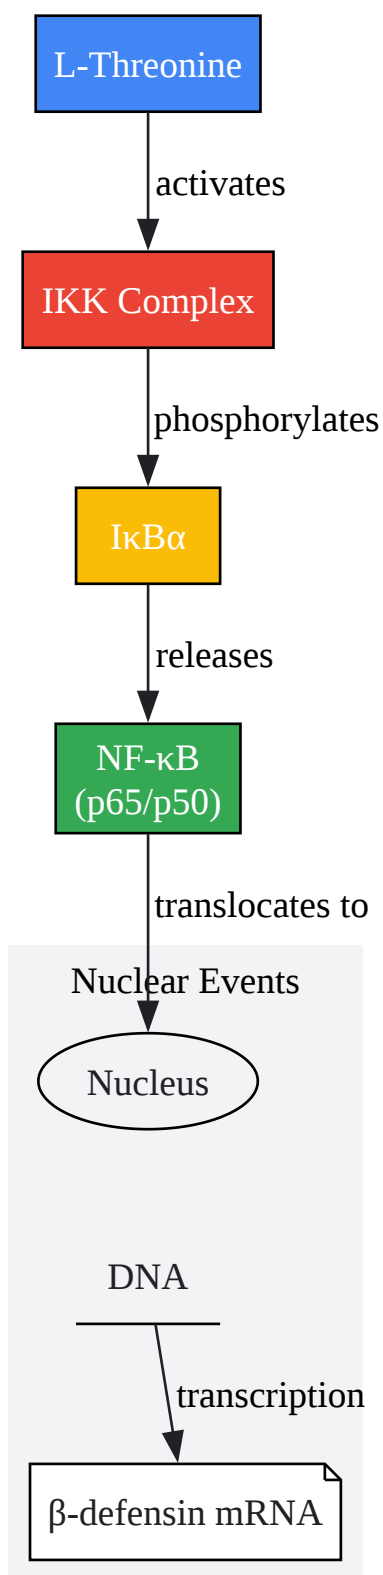 L-Threonine
activates
IKK Complex
phosphorylates
IκBα
releases
NF-κB
(p65/p50)
translocates to
Nuclear Events
Nucleus
DNA
transcription
β-defensin mRNA